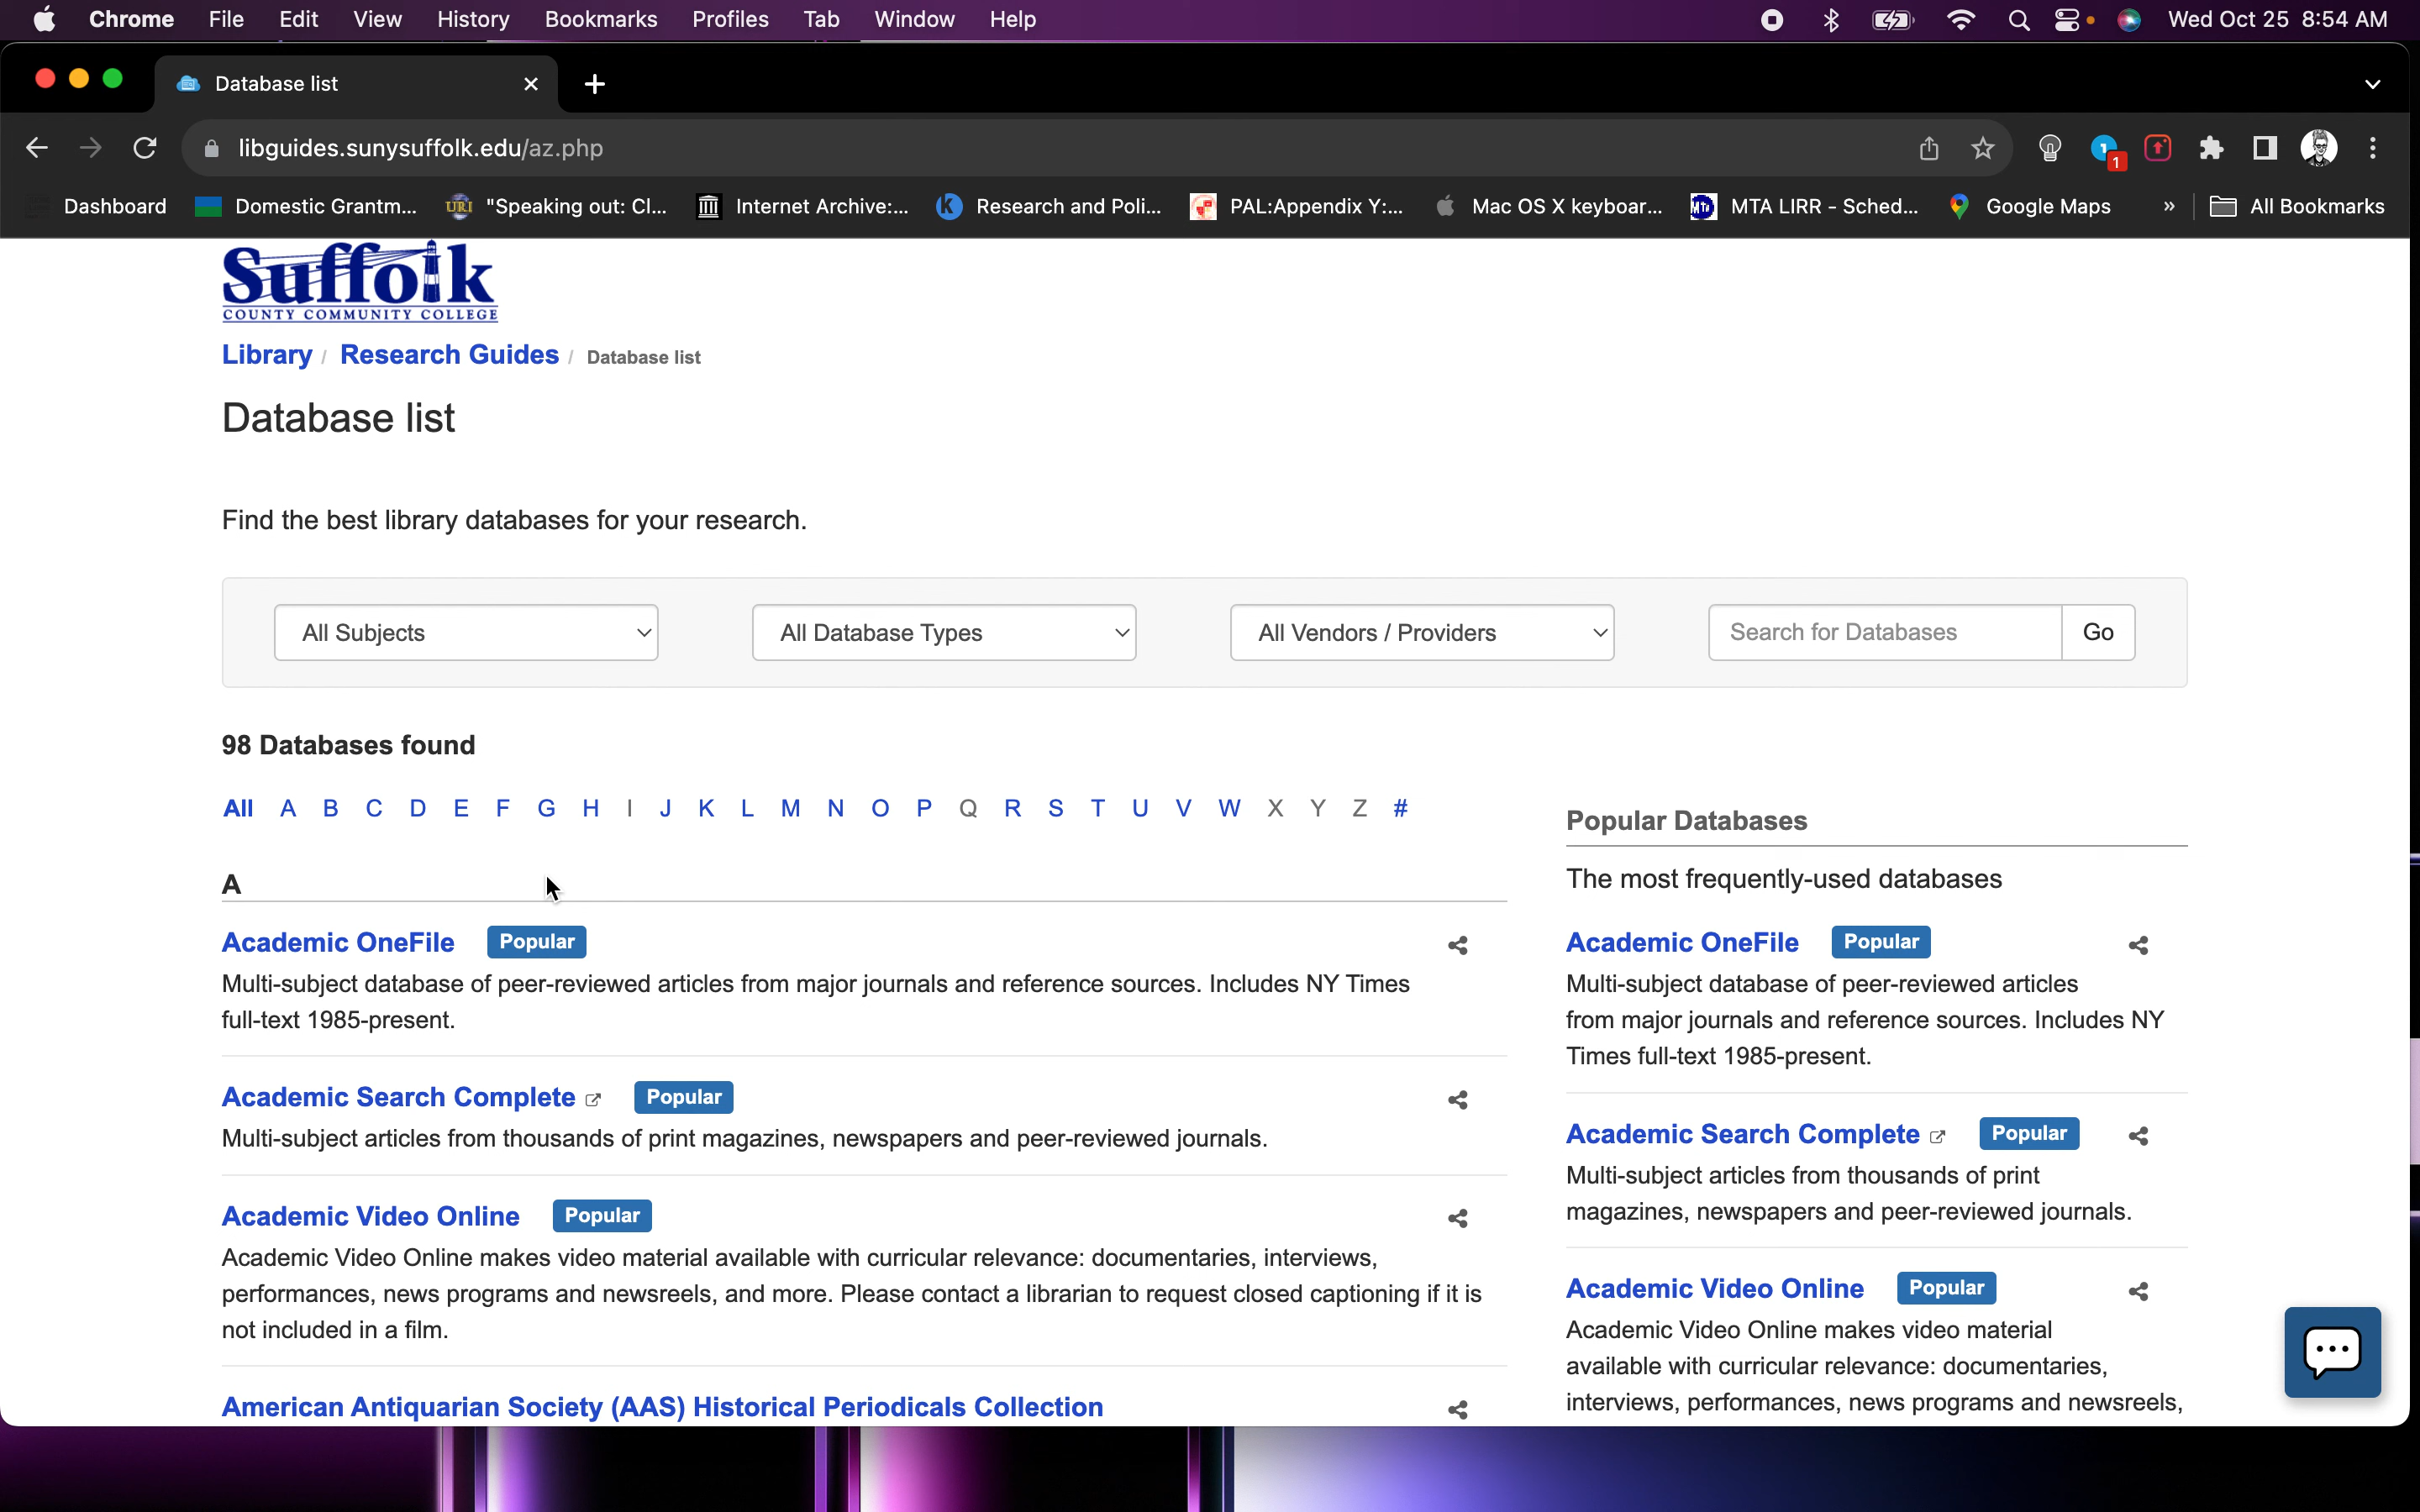 Chrome File Edit View History Bookmarks Profiles Tab Window Help Wed Oct 25 8:54 AM
Database list
libguides.sunysuffolk.edu/az.php
1
Dashboard Domestic Grantm... URI "Speaking out: Cl... Internet Archive:... Research and Poli... PAL:Appendix Y:... Mac OS X keyboar... MTA LIRR - Sched... Google Maps » All Bookmarks
Suffolk
COUNTY COMMUNITY COLLEGE
Library / Research Guides / Database list
Database list
Find the best library databases for your research.
All Subjects All Database Types All Vendors / Providers Search for Databases Go
98 Databases found
All A B C D E F G H I J K L M N O P Q R S T U V W X Y Z #
A
Academic OneFile Popular
Multi-subject database of peer-reviewed articles from major journals and reference sources. Includes NY Times
full-text 1985-present.
Academic Search Complete Popular
Multi-subject articles from thousands of print magazines, newspapers and peer-reviewed journals.
Academic Video Online Popular
Academic Video Online makes video material available with curricular relevance: documentaries, interviews,
performances, news programs and newsreels, and more. Please contact a librarian to request closed captioning if it is
not included in a film.
American Antiquarian Society (AAS) Historical Periodicals Collection
Popular Databases
The most frequently-used databases
Academic OneFile Popular
Multi-subject database of peer-reviewed articles
from major journals and reference sources. Includes NY
Times full-text 1985-present.
Academic Search Complete Popular
Multi-subject articles from thousands of print
magazines, newspapers and peer-reviewed journals.
Academic Video Online Popular
Academic Video Online makes video material
available with curricular relevance: documentaries,
interviews, performances, news programs and newsreels,